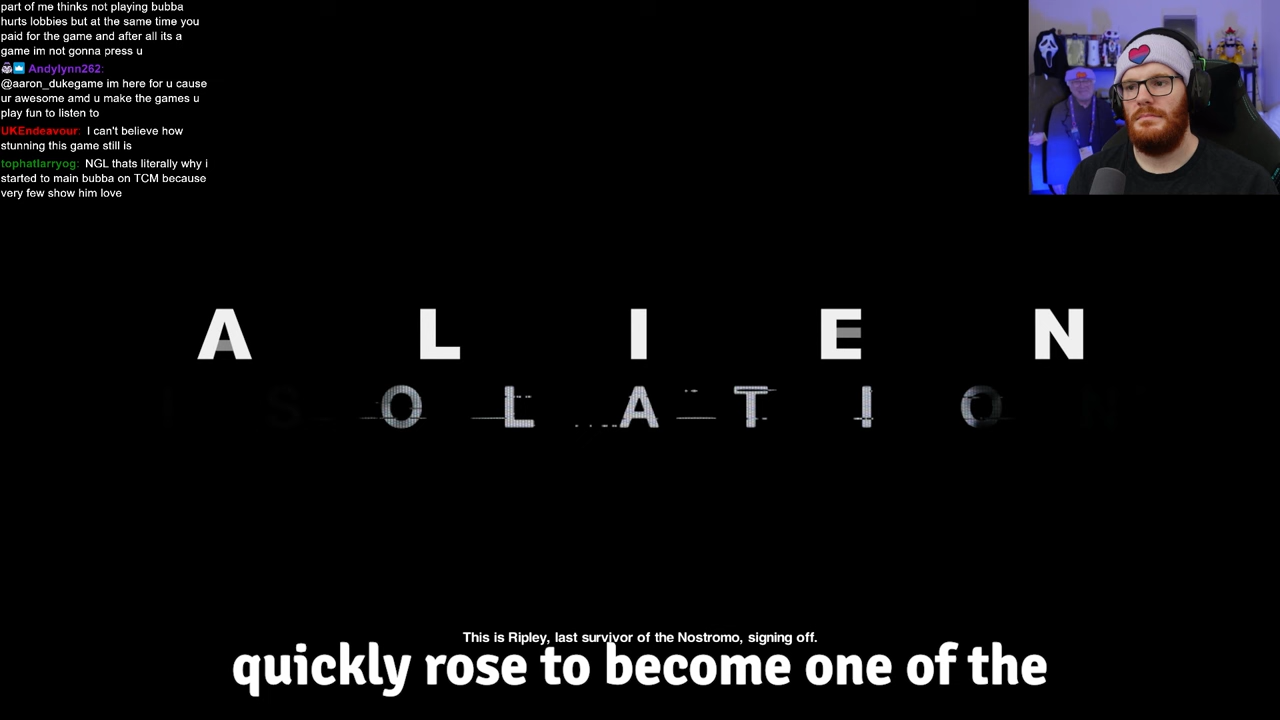 part of me thinks not playing bubba
hurts lobbies but at the same time you
paid for the game and after all its a
game im not gonna press u
Andylynn262:
@aaron_dukegame im here for u cause
ur awesome amd u make the games u
play fun to listen to
UKEndeavour: I can't believe how
stunning this game still is
tophatlarryog: NGL thats literally why i
started to main bubba on TCM because
very few show him love
A L I E N
I S O L A T I O N
This is Ripley, last survivor of the Nostromo, signing off.
quickly rose to become one of the